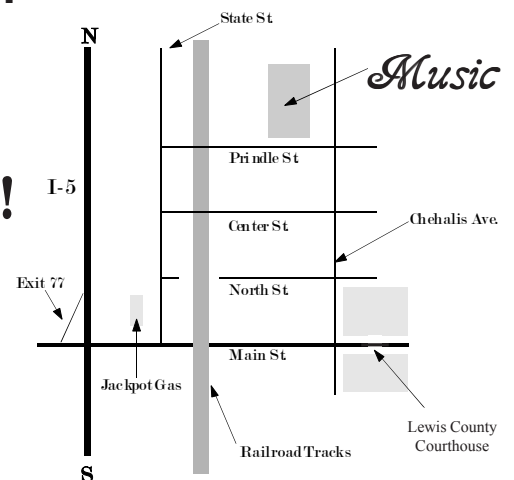 State St.
N
Music
Prindle St.
I-5
!
Center St.
Chehalis Ave.
Exit 77
North St.
Main St.
Jackpot Gas
Lewis County
Courthouse
Railroad Tracks
S